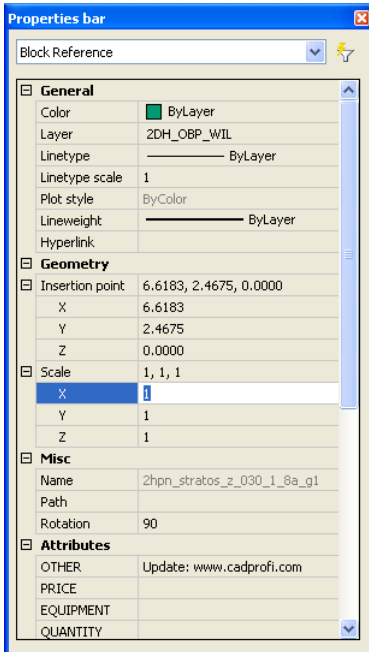 Properties bar
Block Reference
General
Color ByLayer
Layer 2DH_OBP_WIL
Linetype ByLayer
Linetype scale 1
Plot style ByColor
Lineweight ByLayer
Hyperlink
Geometry
Insertion point 6.6183, 2.4675, 0.0000
X 6.6183
Y 2.4675
Z 0.0000
Scale 1, 1, 1
X 1
Y 1
Z 1
Misc
Name 2hpn_stratos_z_030_1_8a_g1
Path
Rotation 90
Attributes
OTHER Update: www.cadprofi.com
PRICE
EQUIPMENT
QUANTITY